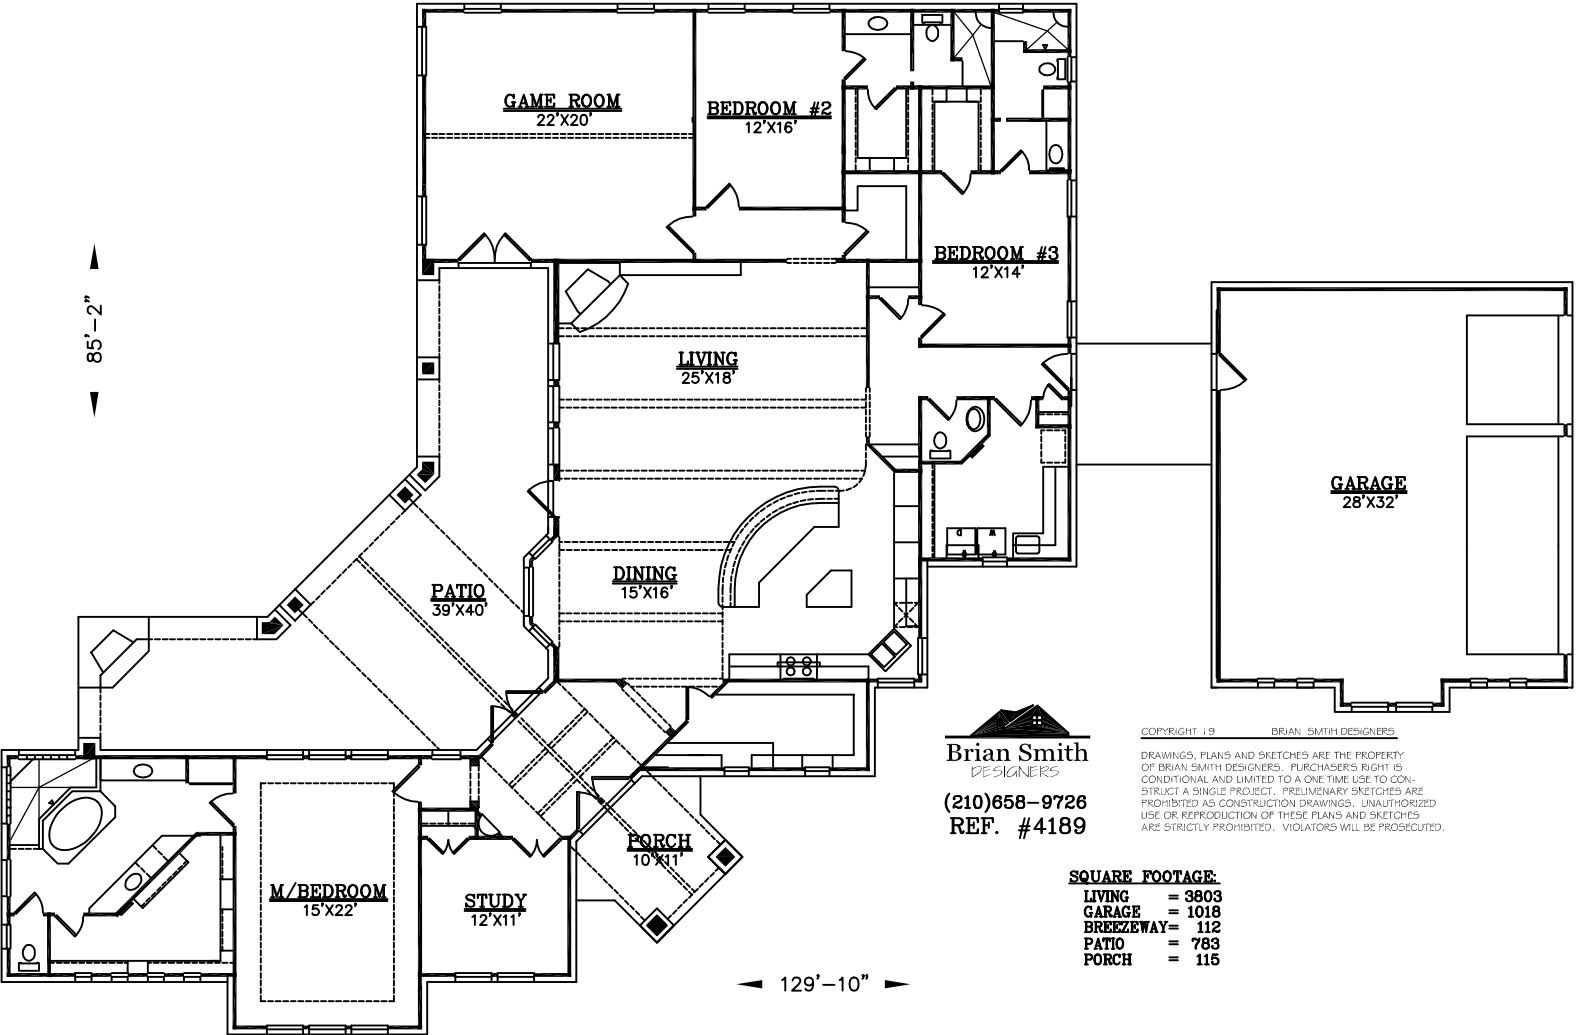 GAME ROOM
22'X20'
BEDROOM #2
12'X16'
BEDROOM #3
12'X14'
85'-2"
LIVING
25'X18'
GARAGE
28'X32'
DINING
15'X16'
D
W
PATIO
39'X40'
PORCH
10'X11'
M/BEDROOM
15'X22'
STUDY
12'X11'
129'-10"
Brian Smith
DESIGNERS
(210)658-9726
REF. #4189
COPYRIGHT 19 BRIAN SMTIH DESIGNERS
DRAWINGS, PLANS AND SKETCHES ARE THE PROPERTY
OF BRIAN SMITH DESIGNERS. PURCHASERS RIGHT IS
CONDITIONAL AND LIMITED TO A ONE TIME USE TO CON-
STRUCT A SINGLE PROJECT. PRELIMENARY SKETCHES ARE
PROHIBITED AS CONSTRUCTION DRAWINGS. UNAUTHORIZED
USE OR REPRODUCTION OF THESE PLANS AND SKETCHES
ARE STRICTLY PROHIBITED. VIOLATORS WILL BE PROSECUTED.
SQUARE FOOTAGE:
LIVING = 3803
GARAGE = 1018
BREEZEWAY= 112
PATIO = 783
PORCH = 115